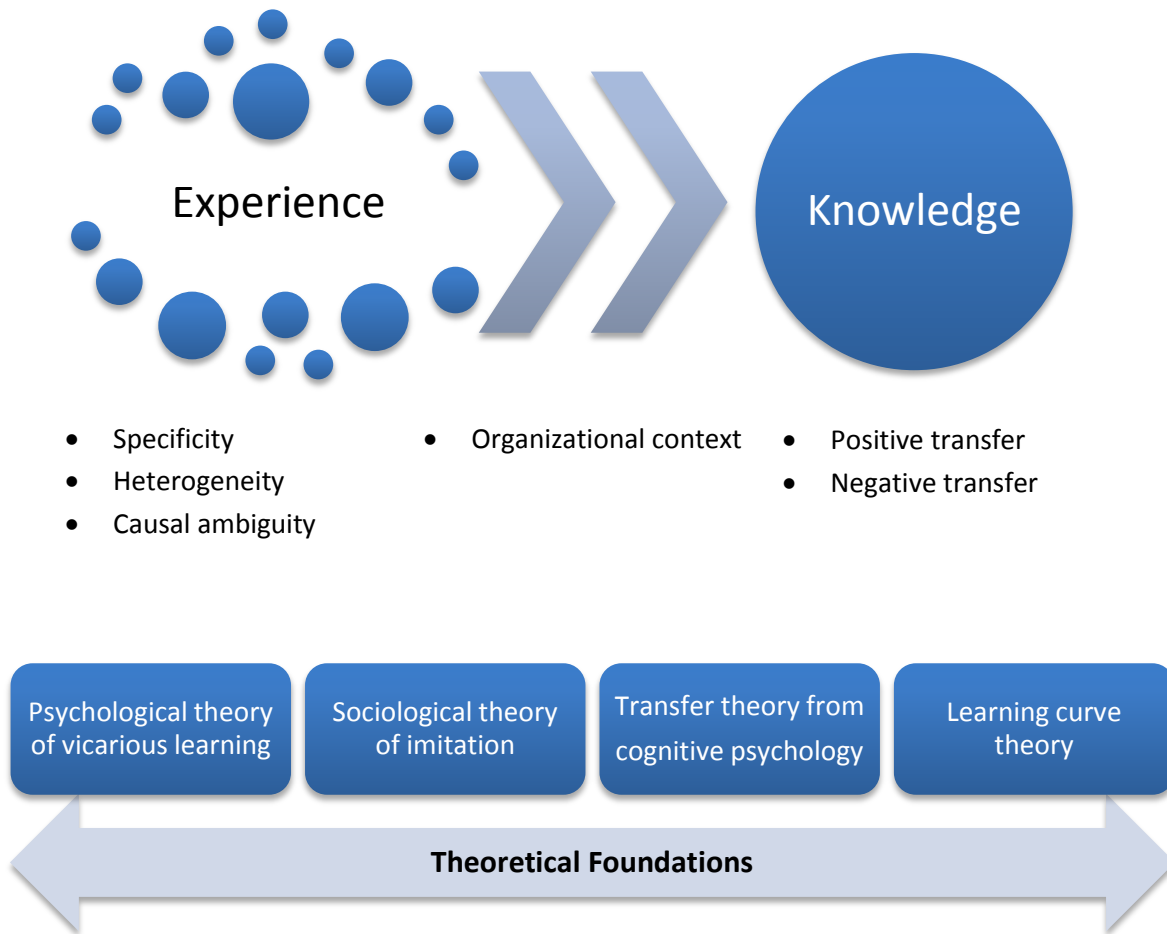 Experience
Knowledge
• Specificity
• Heterogeneity
• Causal ambiguity
• Organizational context
• Positive transfer
• Negative transfer
Psychological theory
of vicarious learning
Sociological theory
of imitation
Transfer theory from
cognitive psychology
Learning curve
theory
Theoretical Foundations